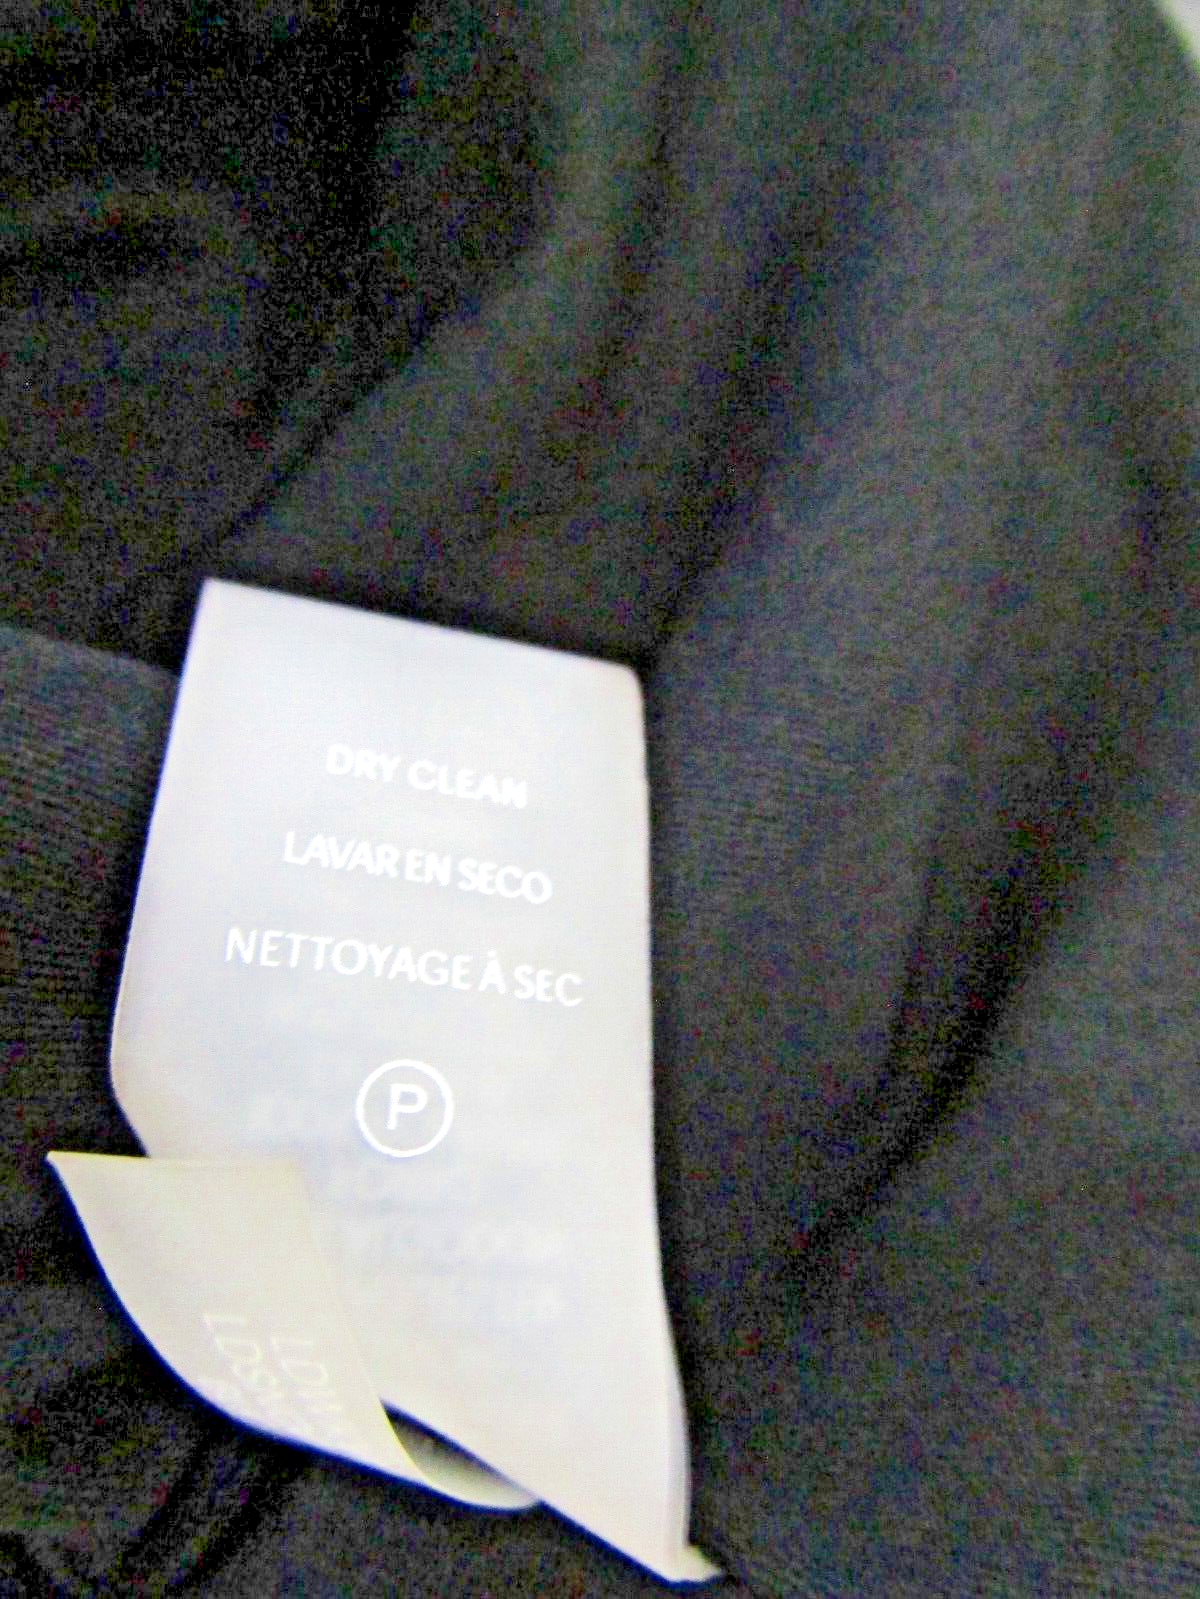 DRY CLEAN
LAVAR EN SECO
NETTOYAGE À SEC
P